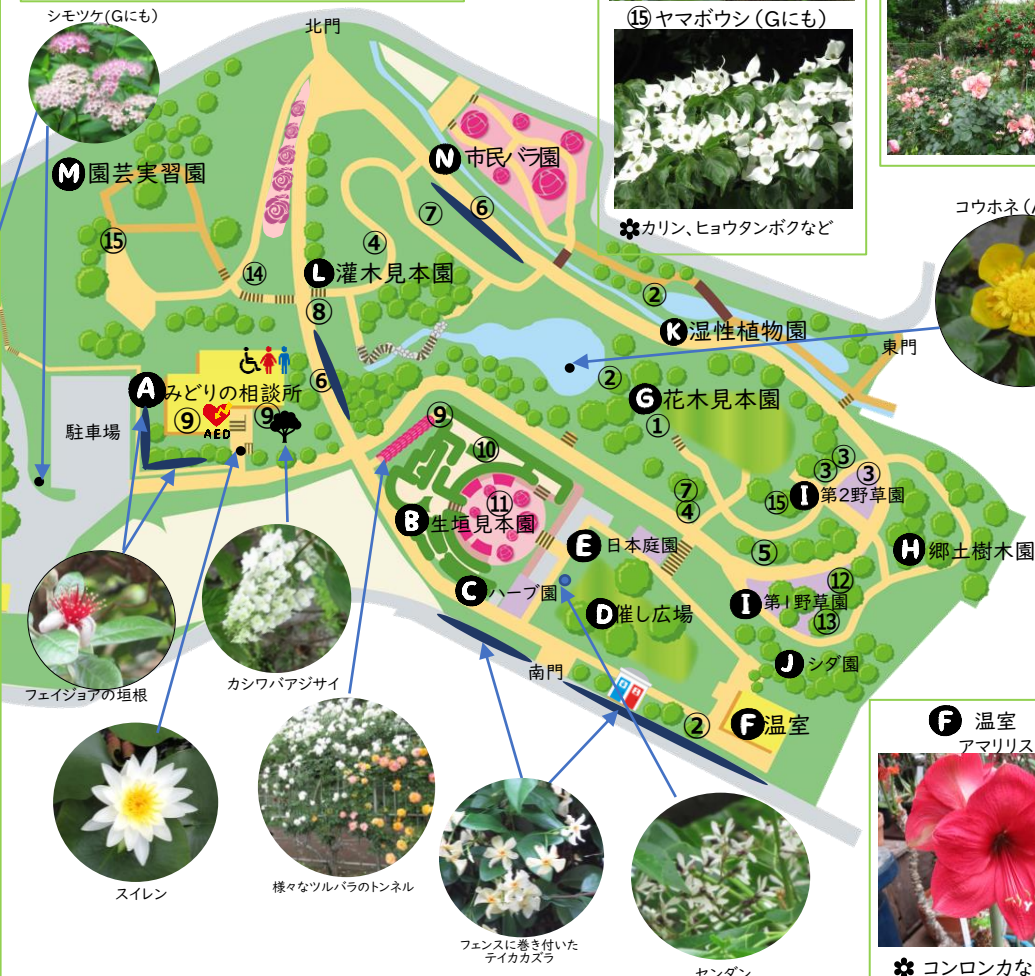 シモツケ(Gにも)
北門
⑮ヤマボウシ(Gにも)
❁カリン、ヒョウタンボクなど
M 園芸実習園
N 市民バラ園
⑦
⑥
④
⑮
⑭
L 灌木見本園
⑧
②
コウホネ(
K 湿性植物園
東門
A みどりの相談所
⑥
②
G 花木見本園
①
⑨
AED
⑨
駐車場
⑨
⑩
③
③
③
⑦
④
⑮
I 第2野草園
⑪
B 生垣見本園
E 日本庭園
⑤
H 郷土樹木園
C ハーブ園
D 催し広場
⑫
I 第1野草園
⑬
J シダ園
南門
②
F 温室
フェイジョアの垣根
カシワバアジサイ
スイレン
様々なツルバラのトンネル
フェンスに巻き付いた
テイカカズラ
センダン
F 温室
アマリリス
❁コンロンカな